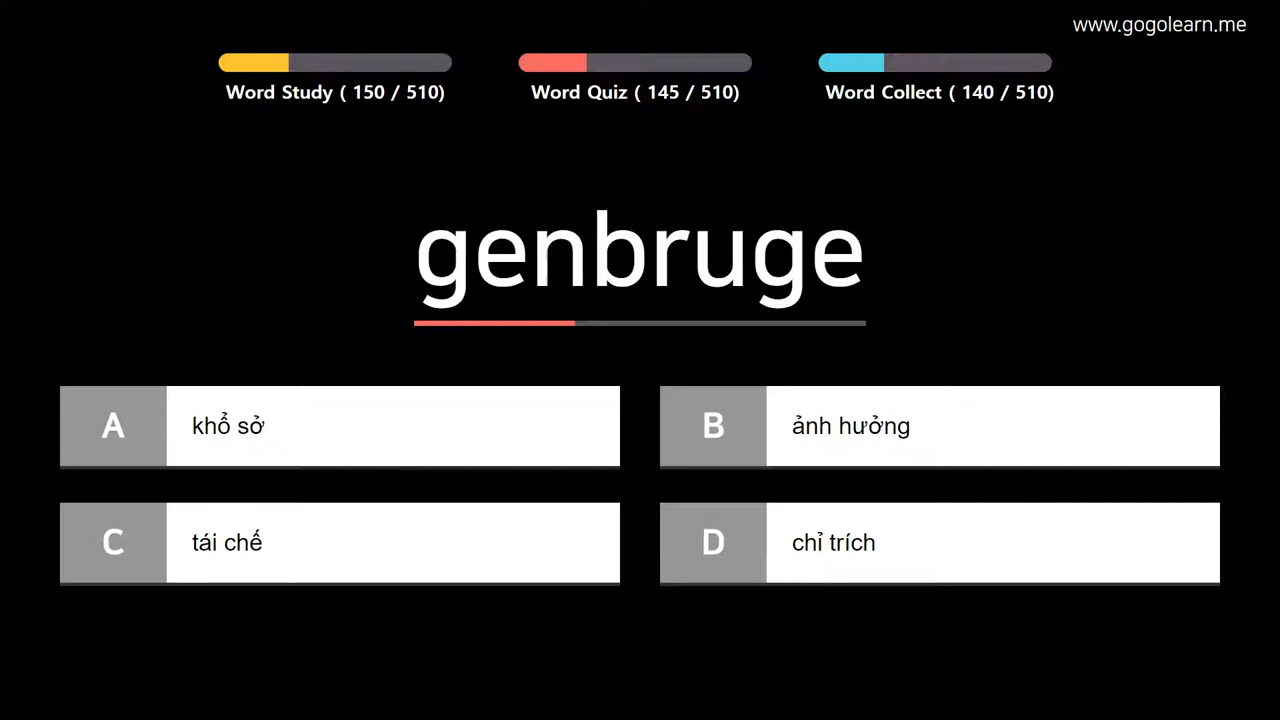 www.gogolearn.me
Word Study ( 150 / 510)
Word Quiz ( 145 / 510)
Word Collect ( 140 / 510)
genbruge
A khổ sở
B ảnh hưởng
C tái chế
D chỉ trích